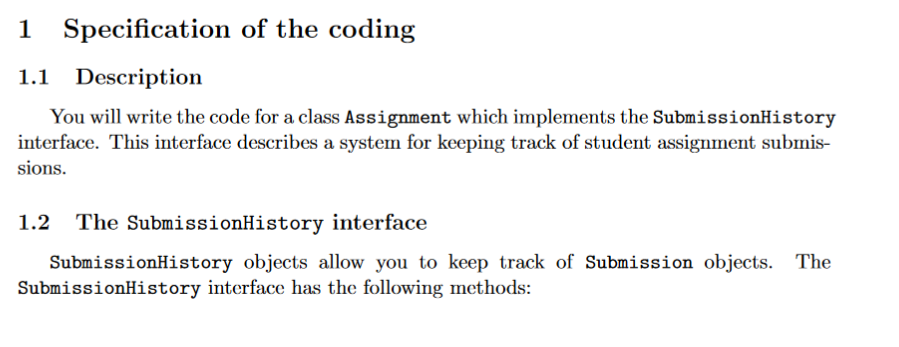 1 Specification of the coding
1.1 Description
You will write the code for a class Assignment which implements the SubmissionHistory
interface. This interface describes a system for keeping track of student assignment submis-
sions.
1.2 The SubmissionHistory interface
SubmissionHistory objects allow you to keep track of Submission objects. The
SubmissionHistory interface has the following methods: